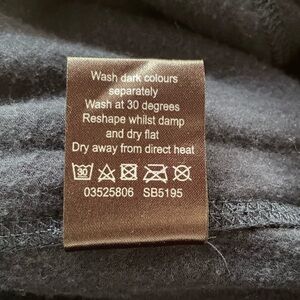 Wash dark colours
separately
Wash at 30 degrees
Reshape whilst damp
and dry flat
Dry away from direct heat
30
03525806 SB5195